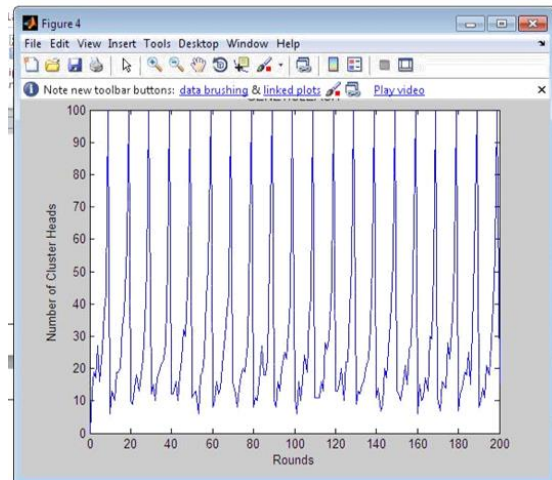 Figure 4
File Edit View Insert Tools Desktop Window Help
Note new toolbar buttons: data brushing & linked plots Play video
100
90
80
70
60
50
40
30
20
10
0
Number of Cluster Heads
0 20 40 60 80 100 120 140 160 180 200
Rounds